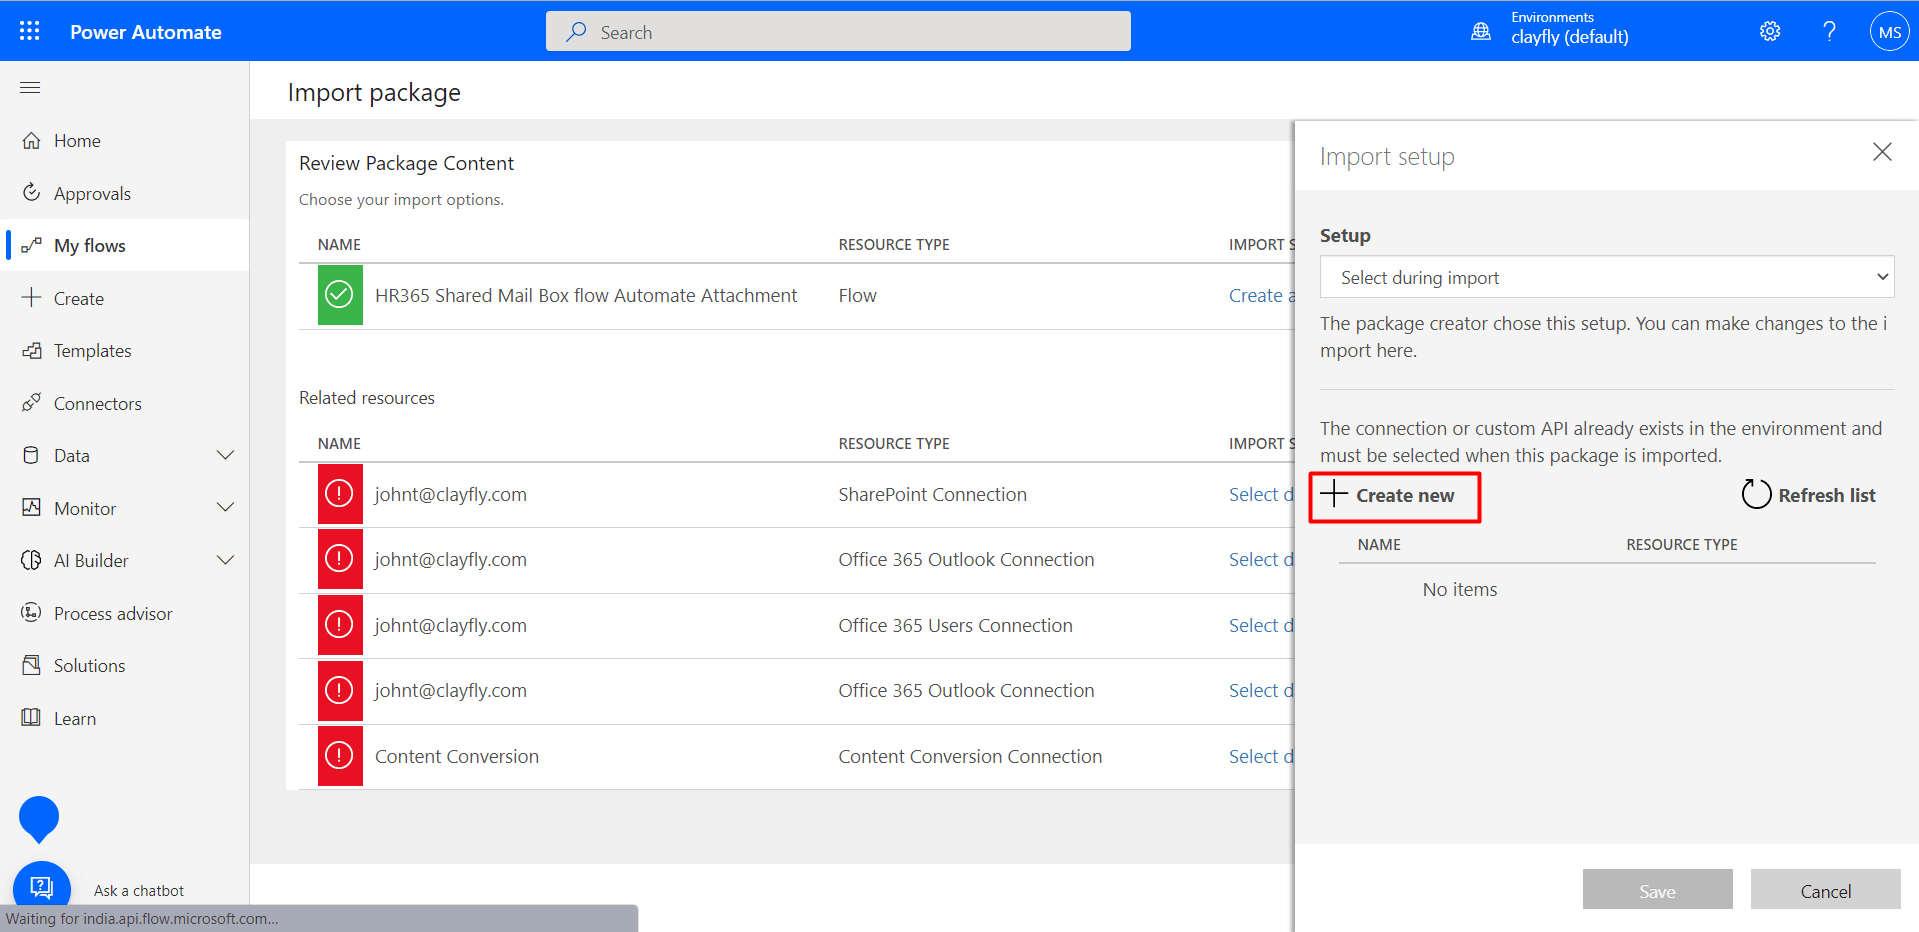 Power Automate
Search
Environments
clayfly (default)
?
MS
Home
Approvals
My flows
Create
Templates
Connectors
Data
Monitor
AI Builder
Process advisor
Solutions
Learn
Ask a chatbot
Waiting for india.api.flow.microsoft.com...
Import package
Review Package Content
Choose your import options.
NAME RESOURCE TYPE IMPORT S
HR365 Shared Mail Box flow Automate Attachment Flow Create a
Related resources
NAME RESOURCE TYPE IMPORT S
johnt@clayfly.com SharePoint Connection Select d
johnt@clayfly.com Office 365 Outlook Connection Select d
johnt@clayfly.com Office 365 Users Connection Select d
johnt@clayfly.com Office 365 Outlook Connection Select d
Content Conversion Content Conversion Connection Select d
Import setup
Setup
Select during import
The package creator chose this setup. You can make changes to the i
mport here.
The connection or custom API already exists in the environment and
must be selected when this package is imported.
Create new Refresh list
NAME RESOURCE TYPE
No items
Save Cancel